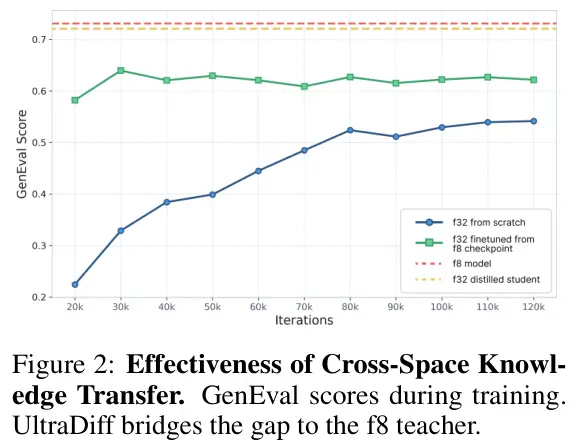 0.7
0.6
0.5
0.4
0.3
0.2
GenEval Score
20k 30k 40k 50k 60k 70k 80k 90k 100k 110k 120k
Iterations
f32 from scratch
f32 finetuned from
f8 checkpoint
f8 model
f32 distilled student
Figure 2: Effectiveness of Cross-Space Knowl-
edge Transfer. GenEval scores during training.
UltraDiff bridges the gap to the f8 teacher.